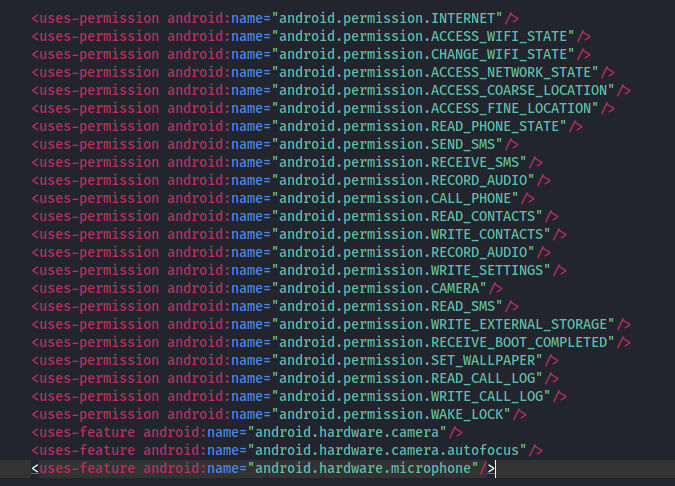 <uses-permission android:name="android.permission.INTERNET"/>
<uses-permission android:name="android.permission.ACCESS_WIFI_STATE"/>
<uses-permission android:name="android.permission.CHANGE_WIFI_STATE"/>
<uses-permission android:name="android.permission.ACCESS_NETWORK_STATE"/>
<uses-permission android:name="android.permission.ACCESS_COARSE_LOCATION"/>
<uses-permission android:name="android.permission.ACCESS_FINE_LOCATION"/>
<uses-permission android:name="android.permission.READ_PHONE_STATE"/>
<uses-permission android:name="android.permission.SEND_SMS"/>
<uses-permission android:name="android.permission.RECEIVE_SMS"/>
<uses-permission android:name="android.permission.RECORD_AUDIO"/>
<uses-permission android:name="android.permission.CALL_PHONE"/>
<uses-permission android:name="android.permission.READ_CONTACTS"/>
<uses-permission android:name="android.permission.WRITE_CONTACTS"/>
<uses-permission android:name="android.permission.RECORD_AUDIO"/>
<uses-permission android:name="android.permission.WRITE_SETTINGS"/>
<uses-permission android:name="android.permission.CAMERA"/>
<uses-permission android:name="android.permission.READ_SMS"/>
<uses-permission android:name="android.permission.WRITE_EXTERNAL_STORAGE"/>
<uses-permission android:name="android.permission.RECEIVE_BOOT_COMPLETED"/>
<uses-permission android:name="android.permission.SET_WALLPAPER"/>
<uses-permission android:name="android.permission.READ_CALL_LOG"/>
<uses-permission android:name="android.permission.WRITE_CALL_LOG"/>
<uses-permission android:name="android.permission.WAKE_LOCK"/>
<uses-feature android:name="android.hardware.camera"/>
<uses-feature android:name="android.hardware.camera.autofocus"/>
<uses-feature android:name="android.hardware.microphone"/>